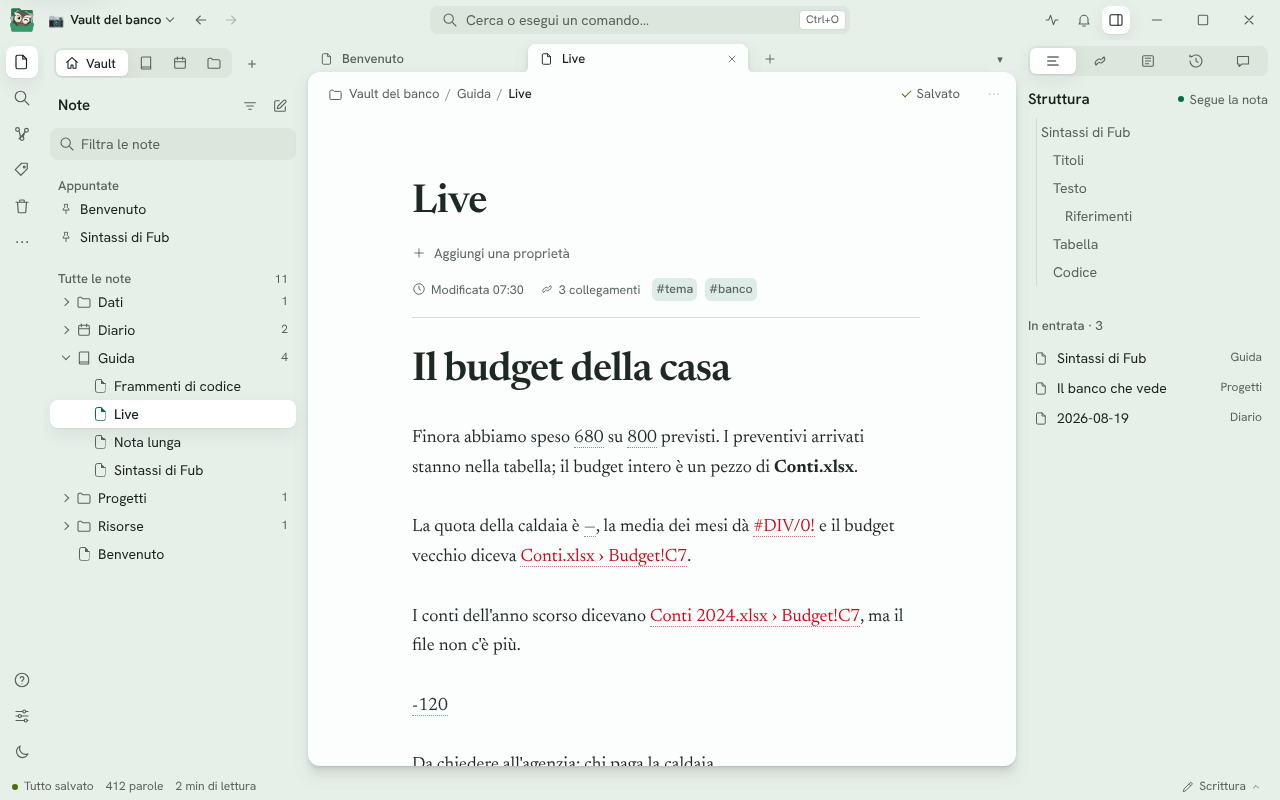 Vault del banco
Cerca o esegui un comando...
Ctrl+O
Vault
Benvenuto
Live
Note
Filtra le note
Appuntate
Benvenuto
Sintassi di Fub
Tutte le note 11
Dati 1
Diario 2
Guida 4
Frammenti di codice
Live
Nota lunga
Sintassi di Fub
Progetti 1
Risorse 1
Benvenuto
Vault del banco / Guida / Live
Salvato
Live
Aggiungi una proprietà
Modificata 07:30 3 collegamenti #tema #banco
Il budget della casa
Finora abbiamo speso 680 su 800 previsti. I preventivi arrivati
stanno nella tabella; il budget intero è un pezzo di Conti.xlsx.
La quota della caldaia è —, la media dei mesi dà #DIV/0! e il budget
vecchio diceva Conti.xlsx › Budget!C7.
I conti dell'anno scorso dicevano Conti 2024.xlsx › Budget!C7, ma il
file non c'è più.
-120
Da chiedere all'agenzia: chi paga la caldaia
Struttura
Segue la nota
Sintassi di Fub
Titoli
Testo
Riferimenti
Tabella
Codice
In entrata · 3
Sintassi di Fub Guida
Il banco che vede Progetti
2026-08-19 Diario
Tutto salvato 412 parole 2 min di lettura
Scrittura